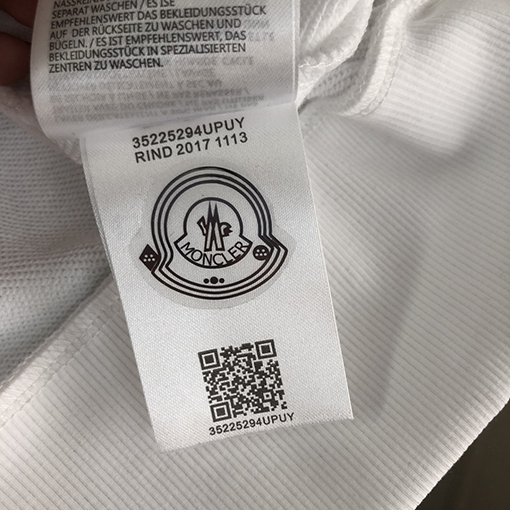 NÄSSREINI
SEPARAT WASCHEN / ES ISE
EMPFEHLENSWERT DAS BEKLEIDUNGSSTÜCK
AUF DER RÜCKSEITE ZU WASCHEN UND
BÜGELN. / ES IST EMPFEHLENSWERT, DAS
BEKLEIDUNGSSTÜCK IN SPEZIALISIERTEN
ZENTREN ZU WASCHEN.
35225294UPUY
RIND 2017 1113
MONCLER
35225294UPUY